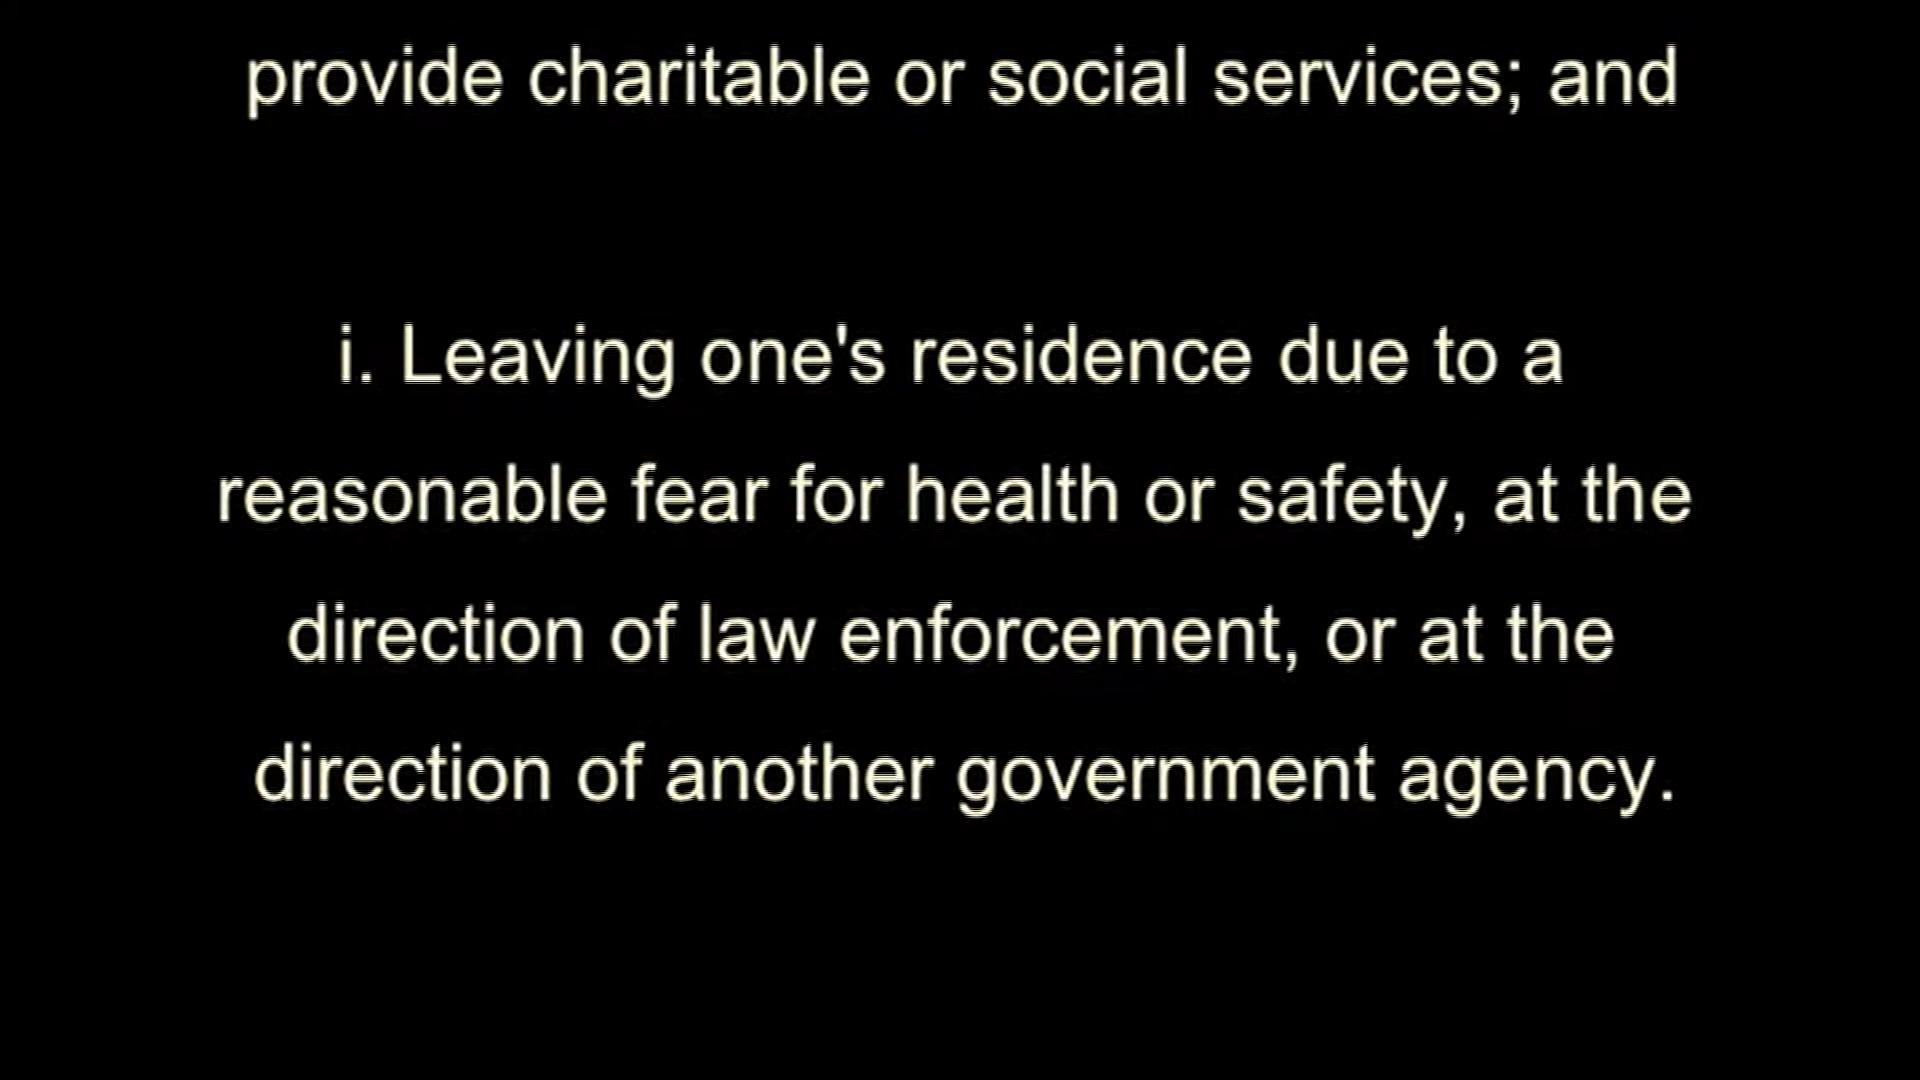 provide charitable or social services; and
i. Leaving one's residence due to a
reasonable fear for health or safety, at the
direction of law enforcement, or at the
direction of another government agency.